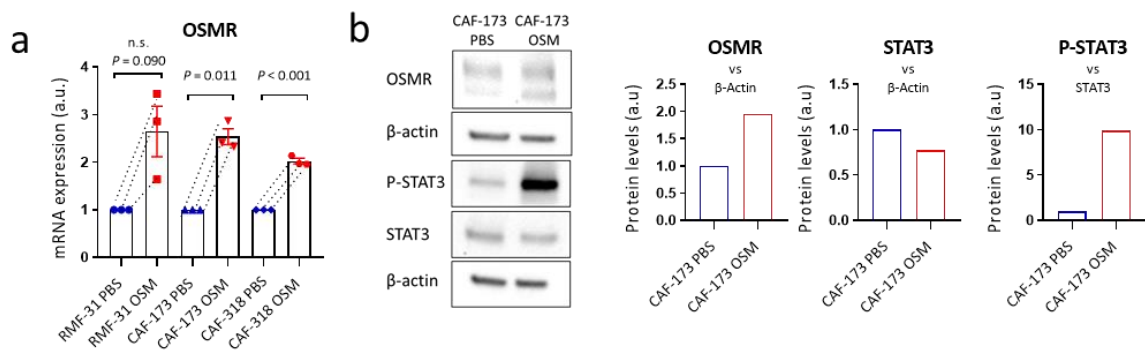 a
OSMR
n.s.
P = 0.090
P = 0.011
P < 0.001
mRNA expression (a.u.)
4
3
2
1
0
RMF-31 PBS
RMF-31 OSM
CAF-173 PBS
CAF-173 OSM
CAF-318 PBS
CAF-318 OSM
b
CAF-173 PBS
CAF-173 OSM
OSMR
β-actin
P-STAT3
STAT3
β-actin
OSMR
vs
β-Actin
Protein levels (a.u)
2.5
2.0
1.5
1.0
0.5
0.0
CAF-173 PBS
CAF-173 OSM
STAT3
vs
β-Actin
Protein levels (a.u)
1.5
1.0
0.5
0.0
CAF-173 PBS
CAF-173 OSM
P-STAT3
vs
STAT3
Protein levels (a.u)
15
10
5
0
CAF-173 PBS
CAF-173 OSM